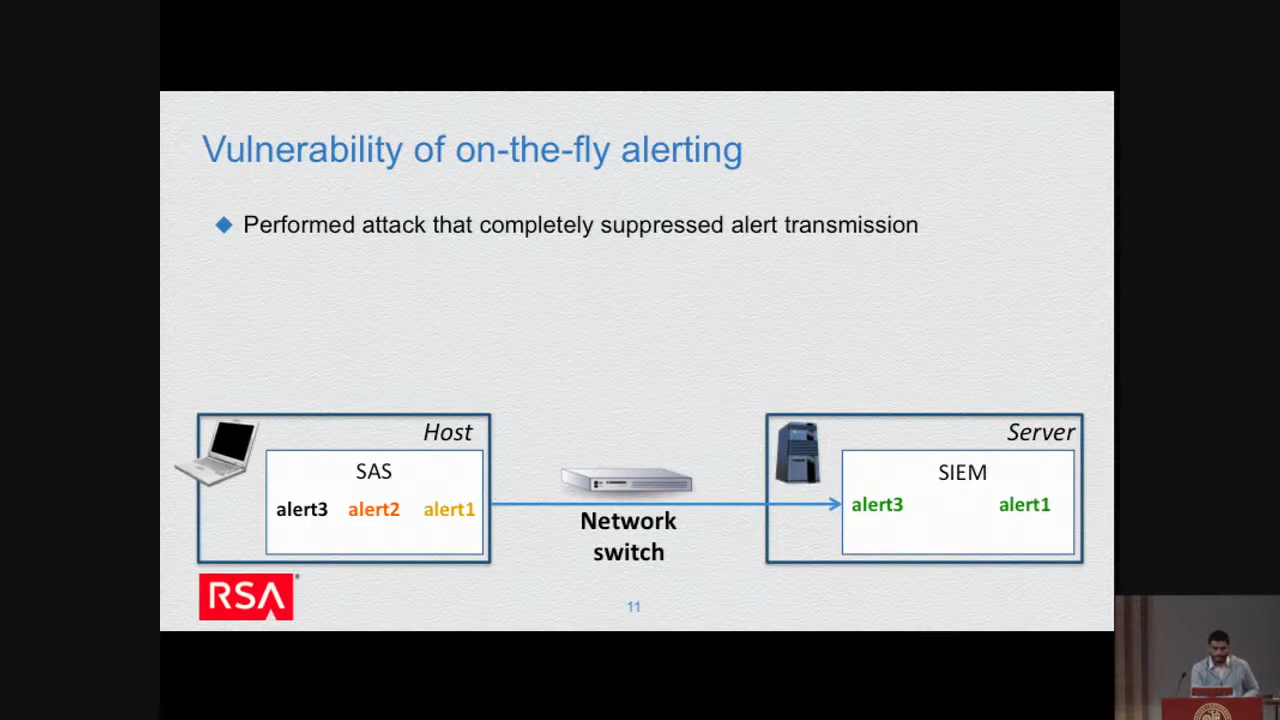 Vulnerability of on-the-fly alerting
Performed attack that completely suppressed alert transmission
Host
SAS
alert3 alert2 alert1
Network
switch
Server
SIEM
alert3 alert1
RSA
11